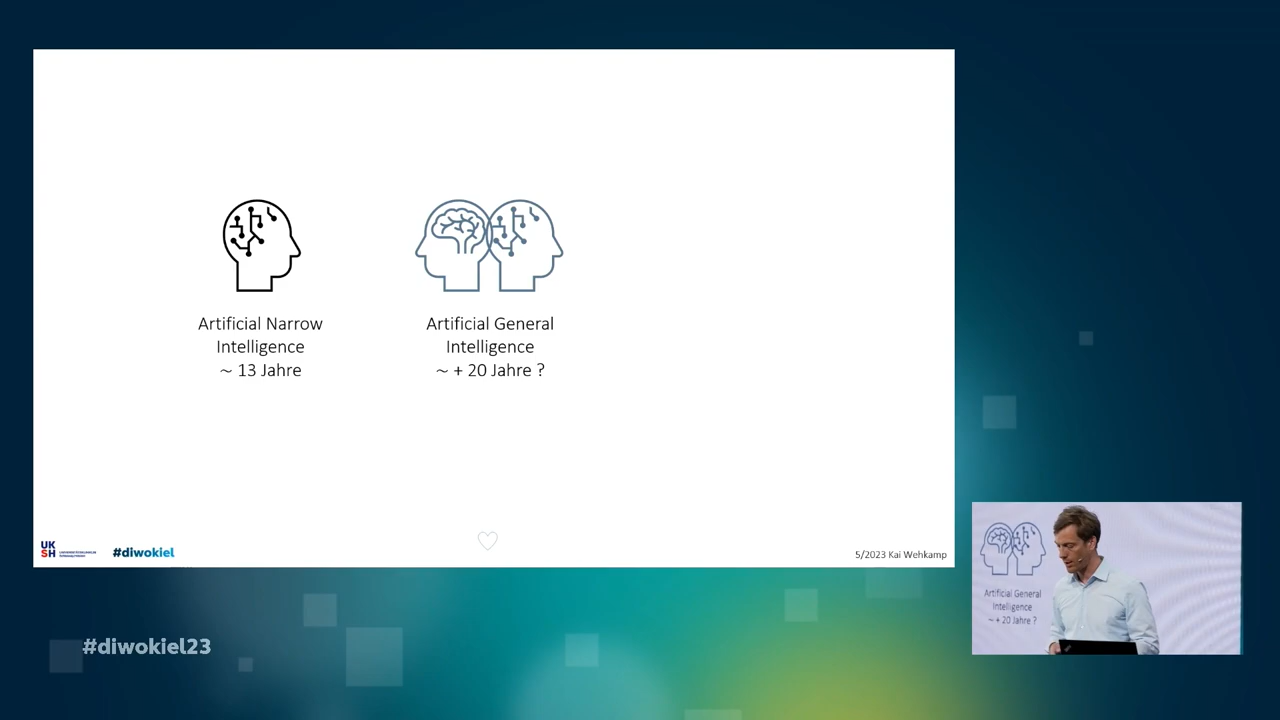 Artificial Narrow
Intelligence
~ 13 Jahre
Artificial General
Intelligence
~ + 20 Jahre ?
UK
SH
#diwokiel
5/2023 Kai Wehkamp
#diwokiel23
Artificial General
Intelligence
~ + 20 Jahre ?